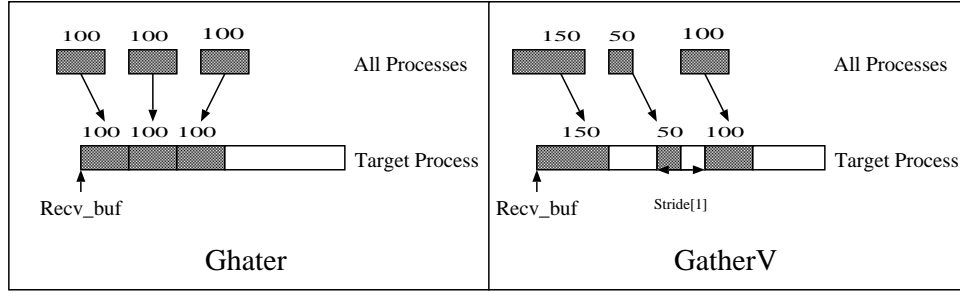 100 100 100
All Processes
100 100 100
Target Process
Recv_buf
Ghater
150 50 100
All Processes
150 50 100
Target Process
Recv_buf
Stride[1]
GatherV